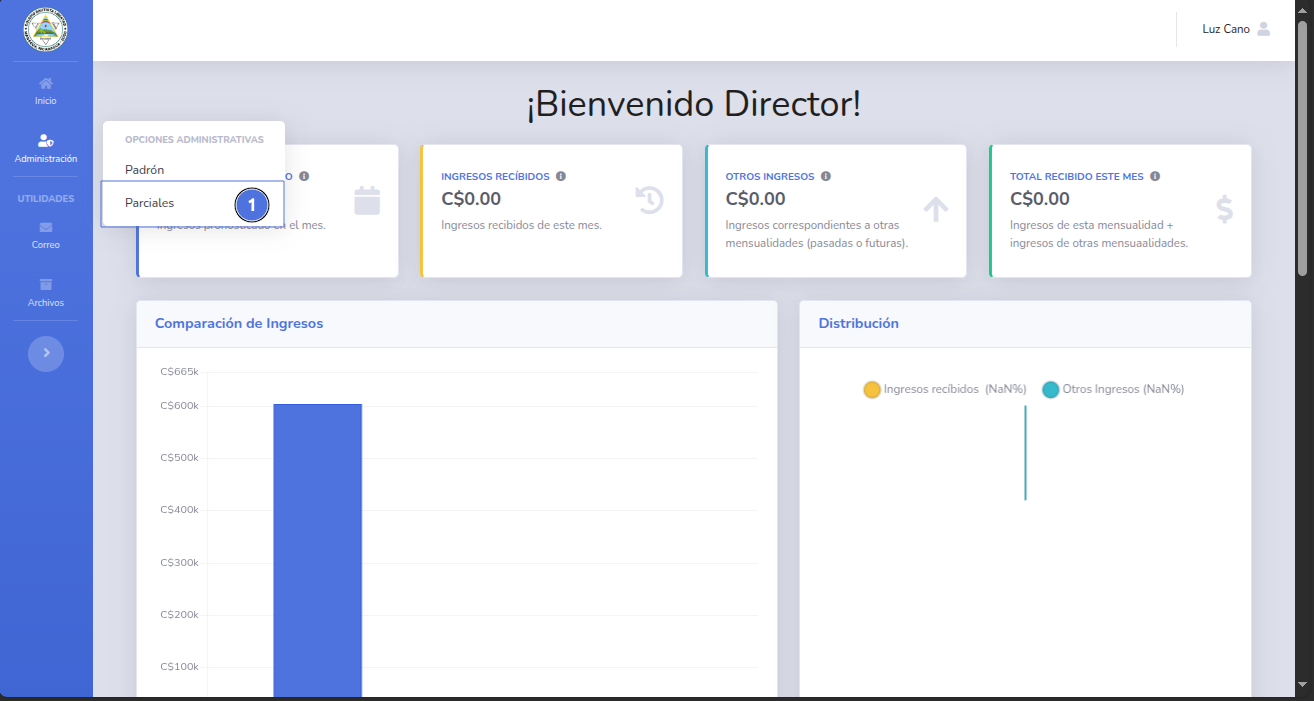 Luz Cano
Inicio
Administración
UTILIDADES
Correo
Archivos
¡Bienvenido Director!
OPCIONES ADMINISTRATIVAS
Padrón
Parciales
1
O
Ingresos pronosticado en el mes.
INGRESOS RECÍBIDOS
C$0.00
Ingresos recibidos de este mes.
OTROS INGRESOS
C$0.00
Ingresos correspondientes a otras
mensualidades (pasadas o futuras).
TOTAL RECIBIDO ESTE MES
C$0.00
Ingresos de esta mensualidad +
ingresos de otras mensuaalidades.
Comparación de Ingresos
C$665k
C$600k
C$500k
C$400k
C$300k
C$200k
C$100k
Distribución
Ingresos recíbidos (NaN%)
Otros Ingresos (NaN%)